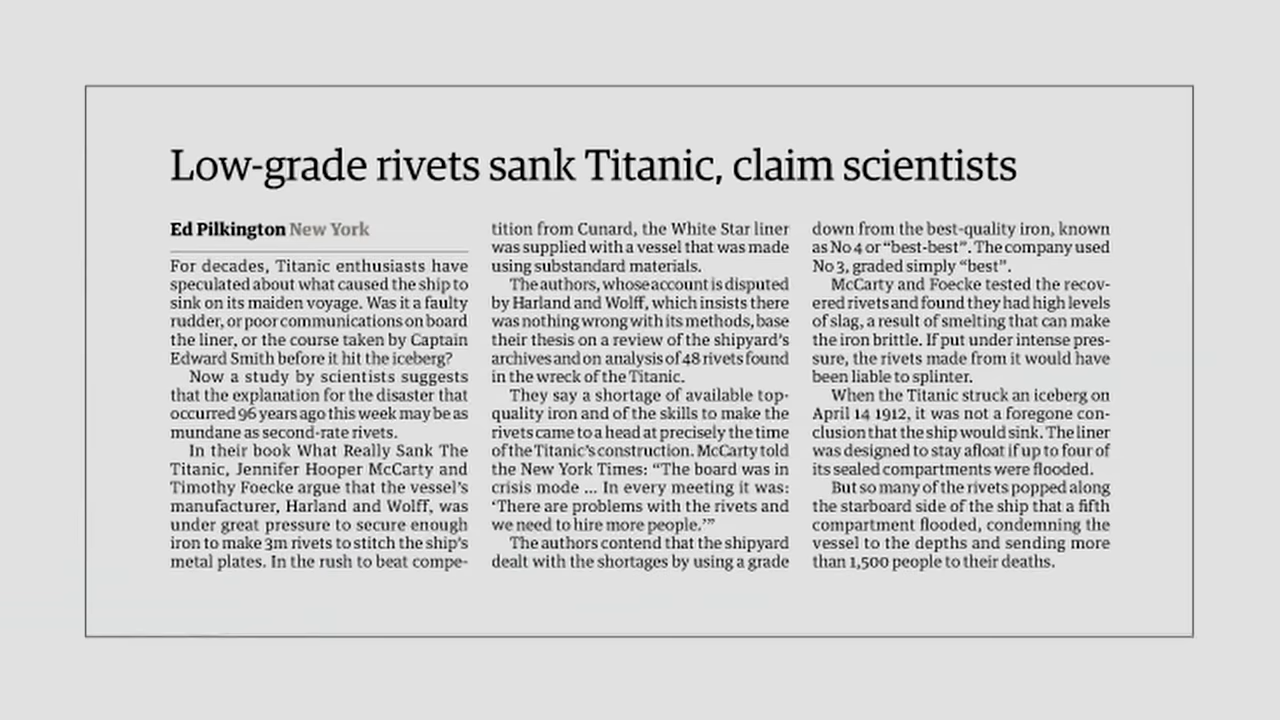 Low-grade rivets sank Titanic, claim scientists
Ed Pilkington New York
For decades, Titanic enthusiasts have
speculated about what caused the ship to
sink on its maiden voyage. Was it a faulty
rudder, or poor communications on board
the liner, or the course taken by Captain
Edward Smith before it hit the iceberg?
Now a study by scientists suggests
that the explanation for the disaster that
occurred 96 years ago this week may be as
mundane as second-rate rivets.
In their book What Really Sank The
Titanic, Jennifer Hooper McCarty and
Timothy Foecke argue that the vessel's
manufacturer, Harland and Wolff, was
under great pressure to secure enough
iron to make 3m rivets to stitch the ship's
metal plates. In the rush to beat compe-
tition from Cunard, the White Star liner
was supplied with a vessel that was made
using substandard materials.
The authors, whose account is disputed
by Harland and Wolff, which insists there
was nothing wrong with its methods, base
their thesis on a review of the shipyard's
archives and on analysis of 48 rivets found
in the wreck of the Titanic.
They say a shortage of available top-
quality iron and of the skills to make the
rivets came to a head at precisely the time
of the Titanic's construction. McCarty told
the New York Times: “The board was in
crisis mode ... In every meeting it was:
‘There are problems with the rivets and
we need to hire more people.’”
The authors contend that the shipyard
dealt with the shortages by using a grade
down from the best-quality iron, known
as No 4 or “best-best”. The company used
No 3, graded simply “best”.
McCarty and Foecke tested the recov-
ered rivets and found they had high levels
of slag, a result of smelting that can make
the iron brittle. If put under intense pres-
sure, the rivets made from it would have
been liable to splinter.
When the Titanic struck an iceberg on
April 14 1912, it was not a foregone con-
clusion that the ship would sink. The liner
was designed to stay afloat if up to four of
its sealed compartments were flooded.
But so many of the rivets popped along
the starboard side of the ship that a fifth
compartment flooded, condemning the
vessel to the depths and sending more
than 1,500 people to their deaths.